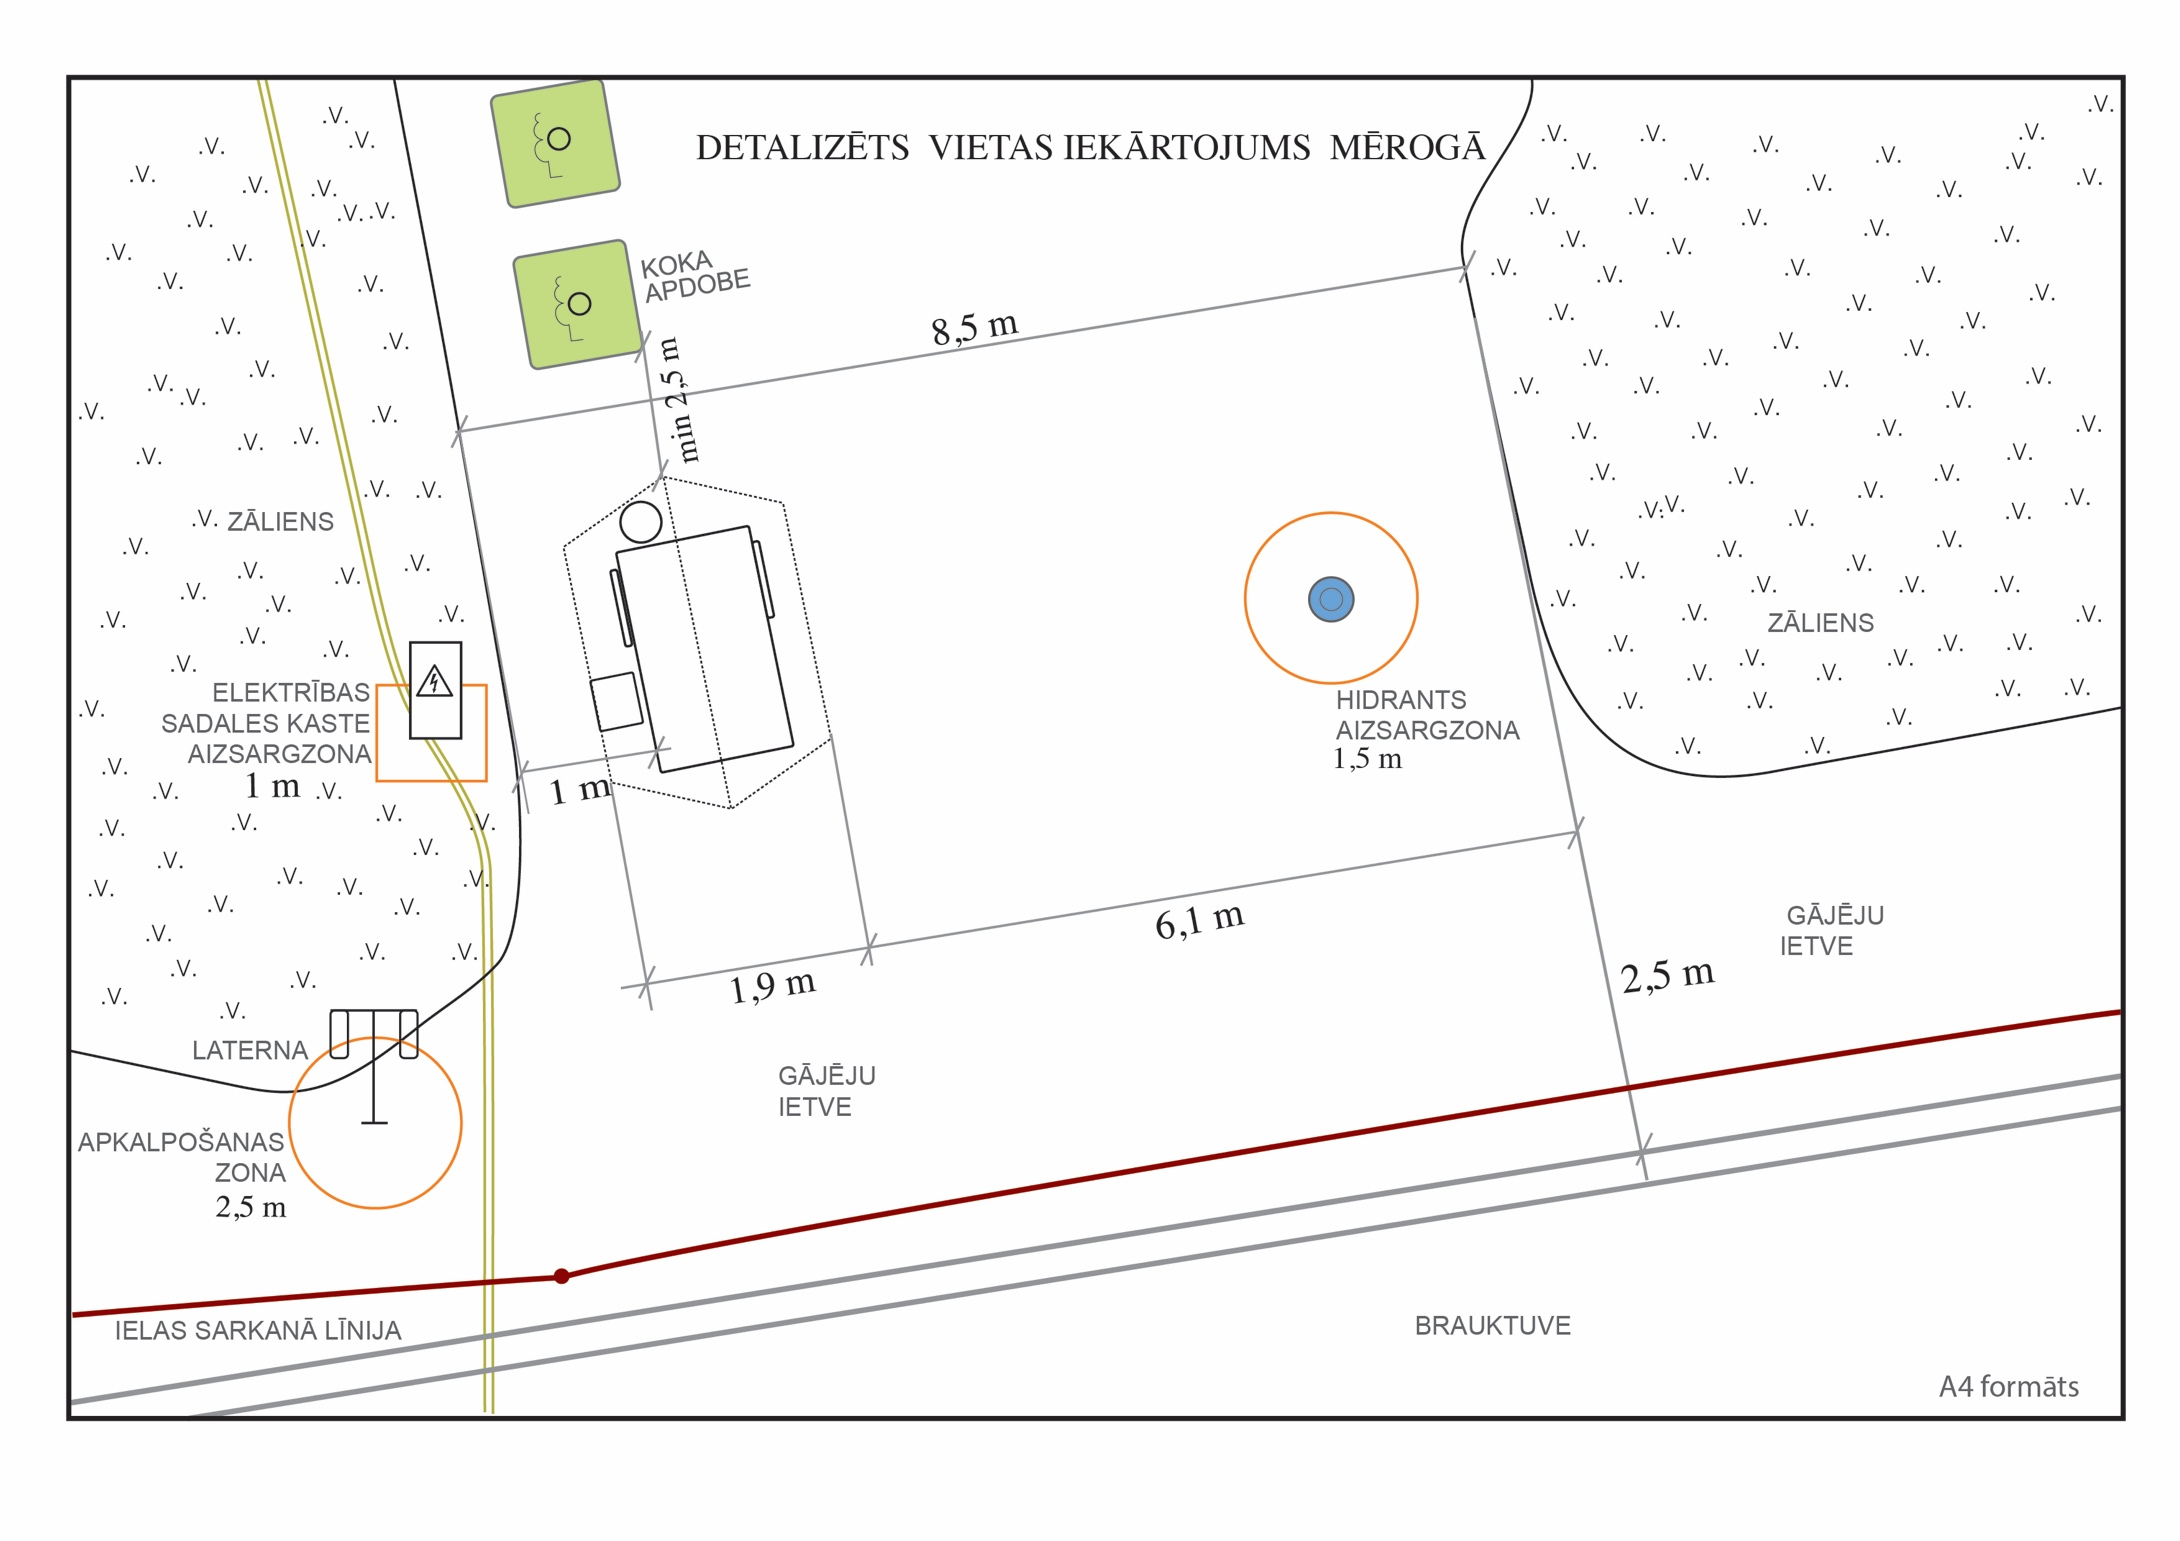 DETALIZĒTS VIETAS IEKĀRTOJUMS MĒROGĀ
KOKA
APDOBE
8,5 m
min 2,5 m
ZĀLIENS
ZĀLIENS
ELEKTRĪBAS
SADALES KASTE
AIZSARGZONA
1 m
1 m
HIDRANTS
AIZSARGZONA
1,5 m
6,1 m
1,9 m
GĀJĒJU
IETVE
2,5 m
LATERNA
GĀJĒJU
IETVE
APKALPOŠANAS
ZONA
2,5 m
IELAS SARKANĀ LĪNIJA
BRAUKTUVE
A4 formāts